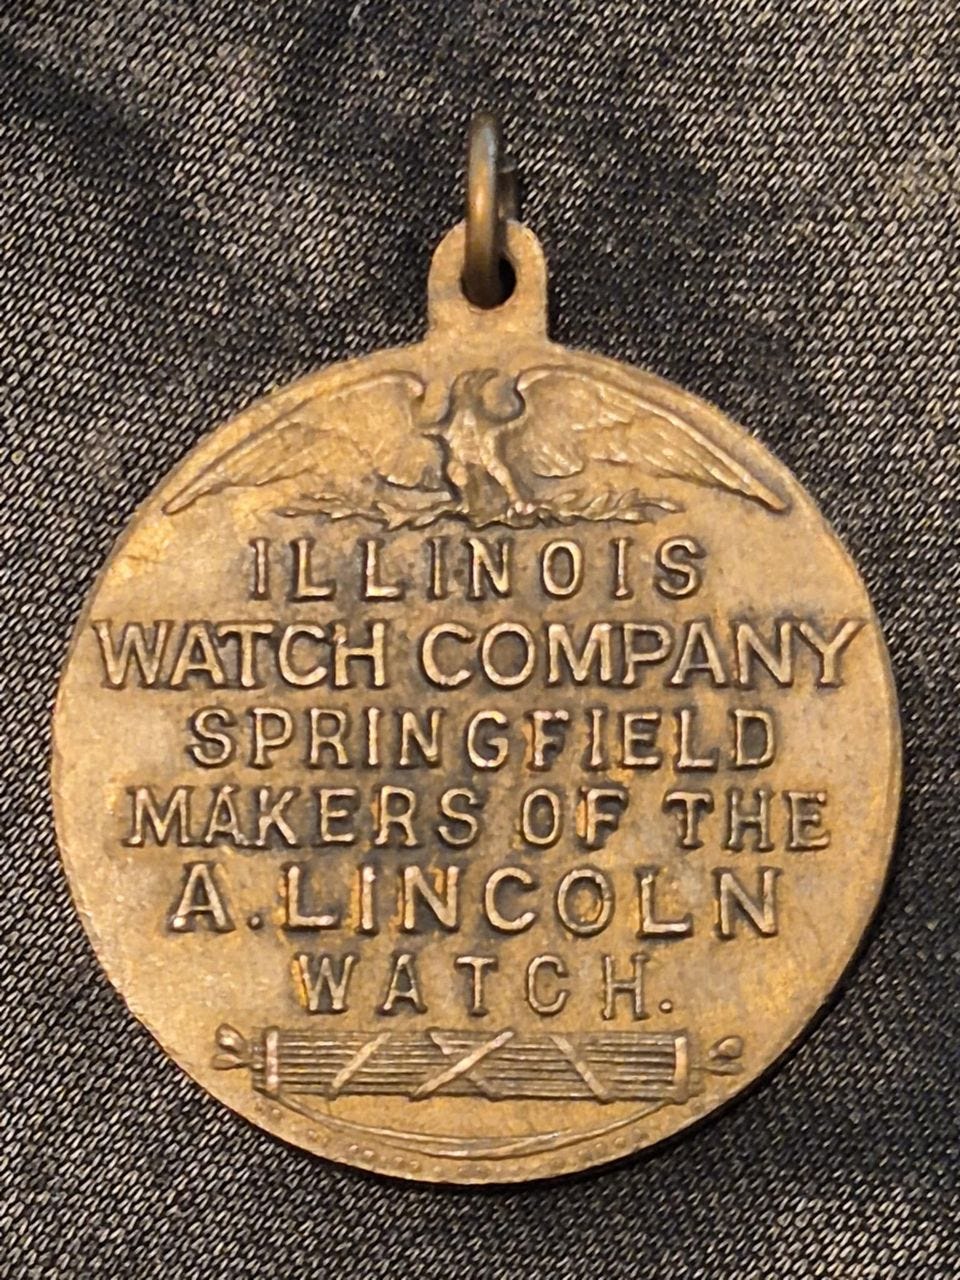 ILLINOIS
WATCH COMPANY
SPRINGFIELD
MAKERS OF THE
A. LINCOLN
WATCH.